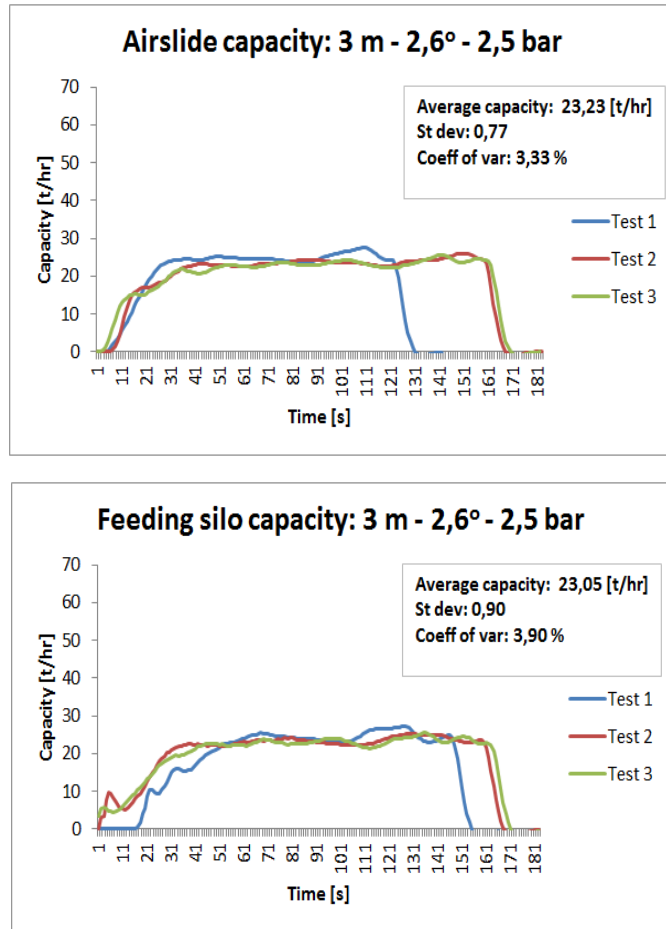 Airslide capacity: 3 m - 2,6° - 2,5 bar
70
60
50
40
30
20
10
0
Capacity [t/hr]
Average capacity: 23,23 [t/hr]
St dev: 0,77
Coeff of var: 3,33 %
Test 1
Test 2
Test 3
1 11 21 31 41 51 61 71 81 91 101 111 121 131 141 151 161 171 181
Time [s]
Feeding silo capacity: 3 m - 2,6° - 2,5 bar
70
60
50
40
30
20
10
0
Capacity [t/hr]
Average capacity: 23,05 [t/hr]
St dev: 0,90
Coeff of var: 3,90 %
Test 1
Test 2
Test 3
1 11 21 31 41 51 61 71 81 91 101 111 121 131 141 151 161 171 181
Time [s]